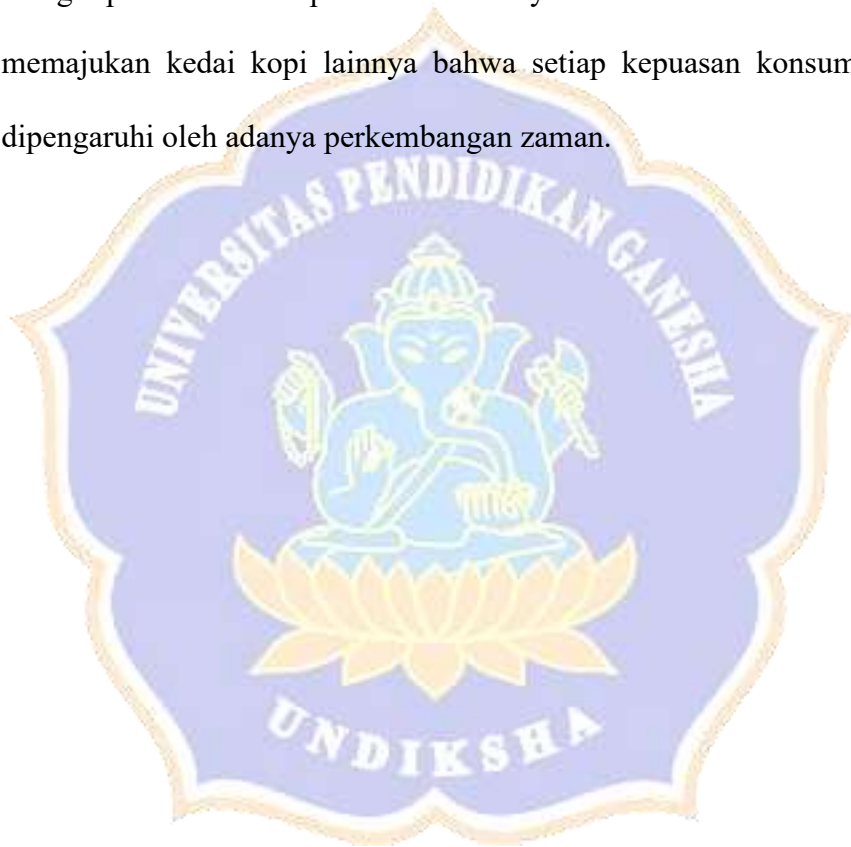 memajukan kedai kopi lainnya bahwa setiap kepuasan konsum
dipengaruhi oleh adanya perkembangan zaman.
UNIVERSITAS PENDIDIKAN GANESHA
UNDIKSHA